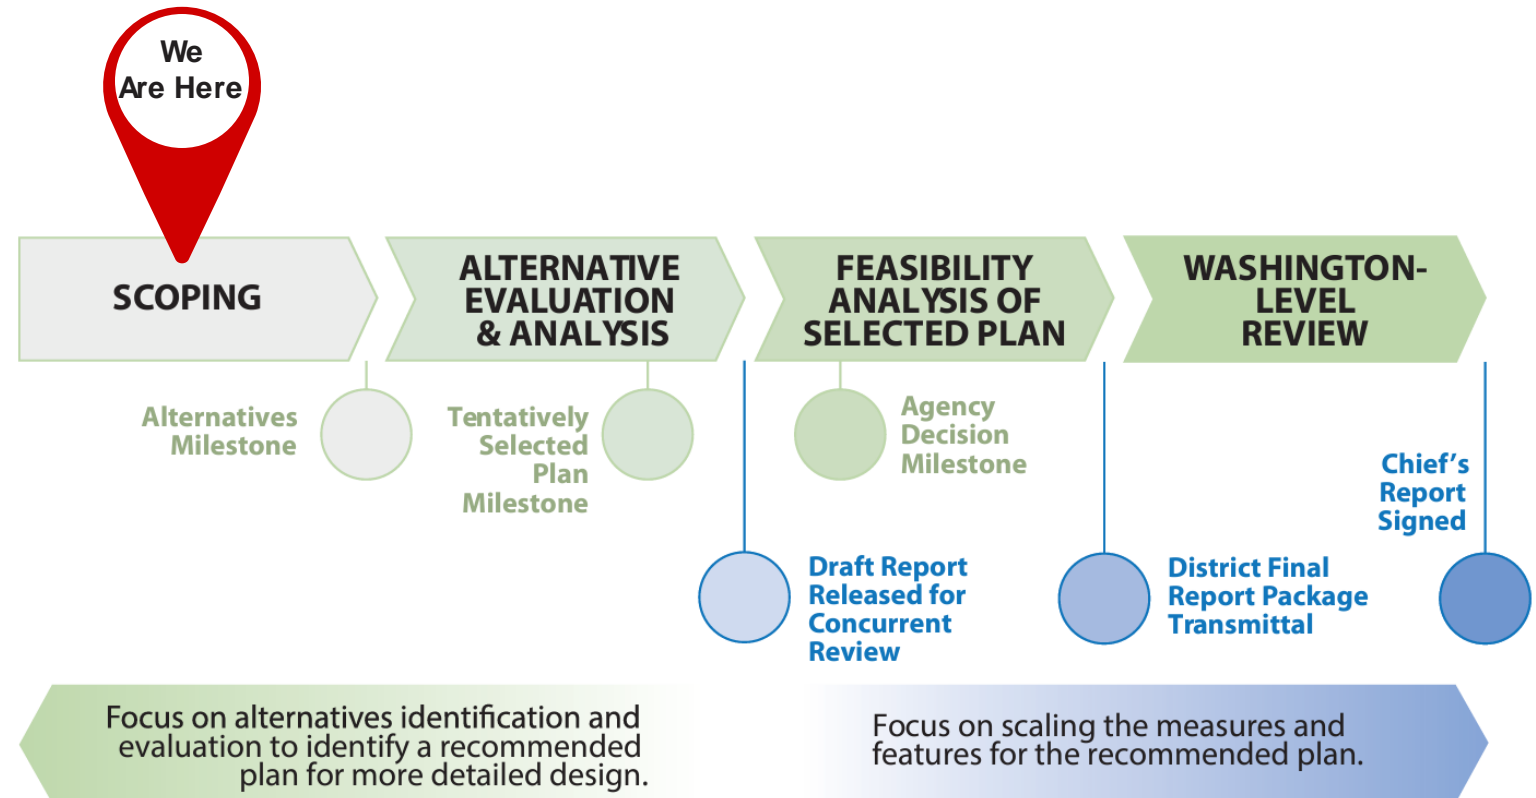 We
Are Here
SCOPING
ALTERNATIVE
EVALUATION
& ANALYSIS
FEASIBILITY
ANALYSIS OF
SELECTED PLAN
WASHINGTON-
LEVEL
REVIEW
Alternatives
Milestone
Tentatively
Selected
Plan
Milestone
Agency
Decision
Milestone
Chief's
Report
Signed
Draft Report
Released for
Concurrent
Review
District Final
Report Package
Transmittal
Focus on alternatives identification and
evaluation to identify a recommended
plan for more detailed design.
Focus on scaling the measures and
features for the recommended plan.